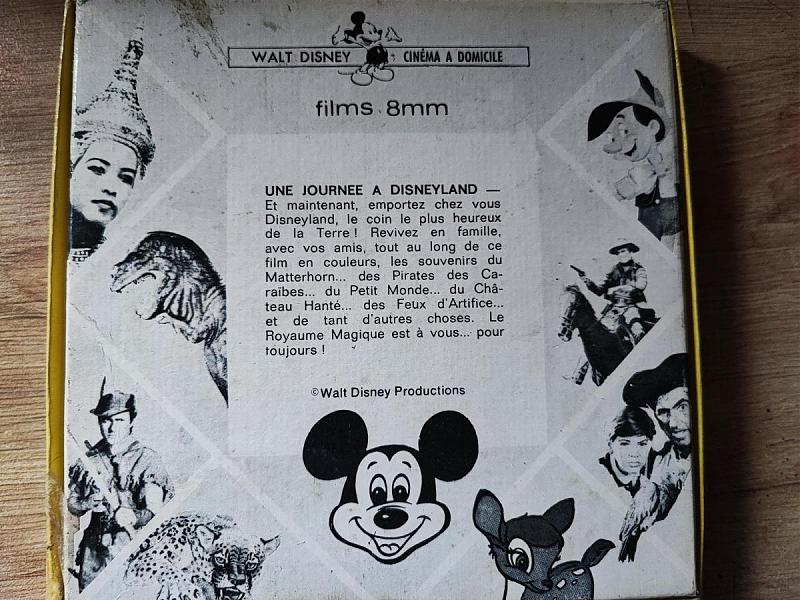 WALT DISNEY CINÉMA A DOMICILE
films 8mm
UNE JOURNEE A DISNEYLAND —
Et maintenant, emportez chez vous
Disneyland, le coin le plus heureux
de la Terre ! Revivez en famille,
avec vos amis, tout au long de ce
film en couleurs, les souvenirs du
Matterhorn... des Pirates des Ca-
raïbes... du Petit Monde... du Châ-
teau Hanté... des Feux d'Artifice...
et de tant d'autres choses. Le
Royaume Magique est à vous... pour
toujours !
©Walt Disney Productions